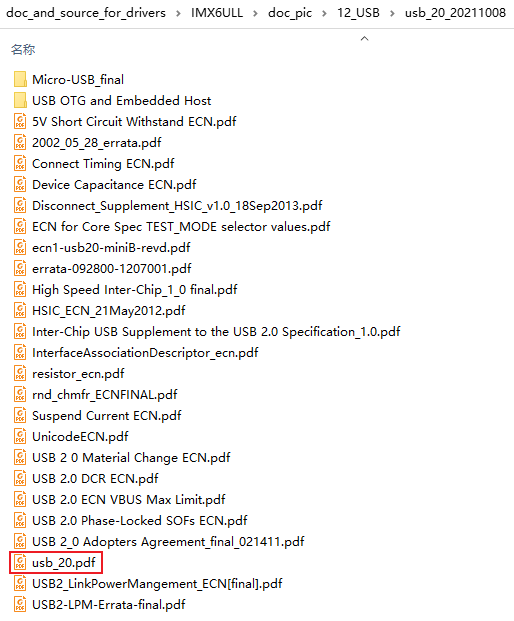 doc_and_source_for_drivers > IMX6ULL > doc_pic > 12_USB > usb_20_20211008
名称
Micro-USB_final
USB OTG and Embedded Host
5V Short Circuit Withstand ECN.pdf
2002_05_28_errata.pdf
Connect Timing ECN.pdf
Device Capacitance ECN.pdf
Disconnect_Supplement_HSIC_v1.0_18Sep2013.pdf
ECN for Core Spec TEST_MODE selector values.pdf
ecn1-usb20-miniB-revd.pdf
errata-092800-1207001.pdf
High Speed Inter-Chip_1_0 final.pdf
HSIC_ECN_21May2012.pdf
Inter-Chip USB Supplement to the USB 2.0 Specification_1.0.pdf
InterfaceAssociationDescriptor_ecn.pdf
resistor_ecn.pdf
rnd_chmfr_ECNFINAL.pdf
Suspend Current ECN.pdf
UnicodeECN.pdf
USB 2 0 Material Change ECN.pdf
USB 2.0 DCR ECN.pdf
USB 2.0 ECN VBUS Max Limit.pdf
USB 2.0 Phase-Locked SOFs ECN.pdf
USB 2_0 Adopters Agreement_final_021411.pdf
usb_20.pdf
USB2_LinkPowerMangement_ECN[final].pdf
USB2-LPM-Errata-final.pdf